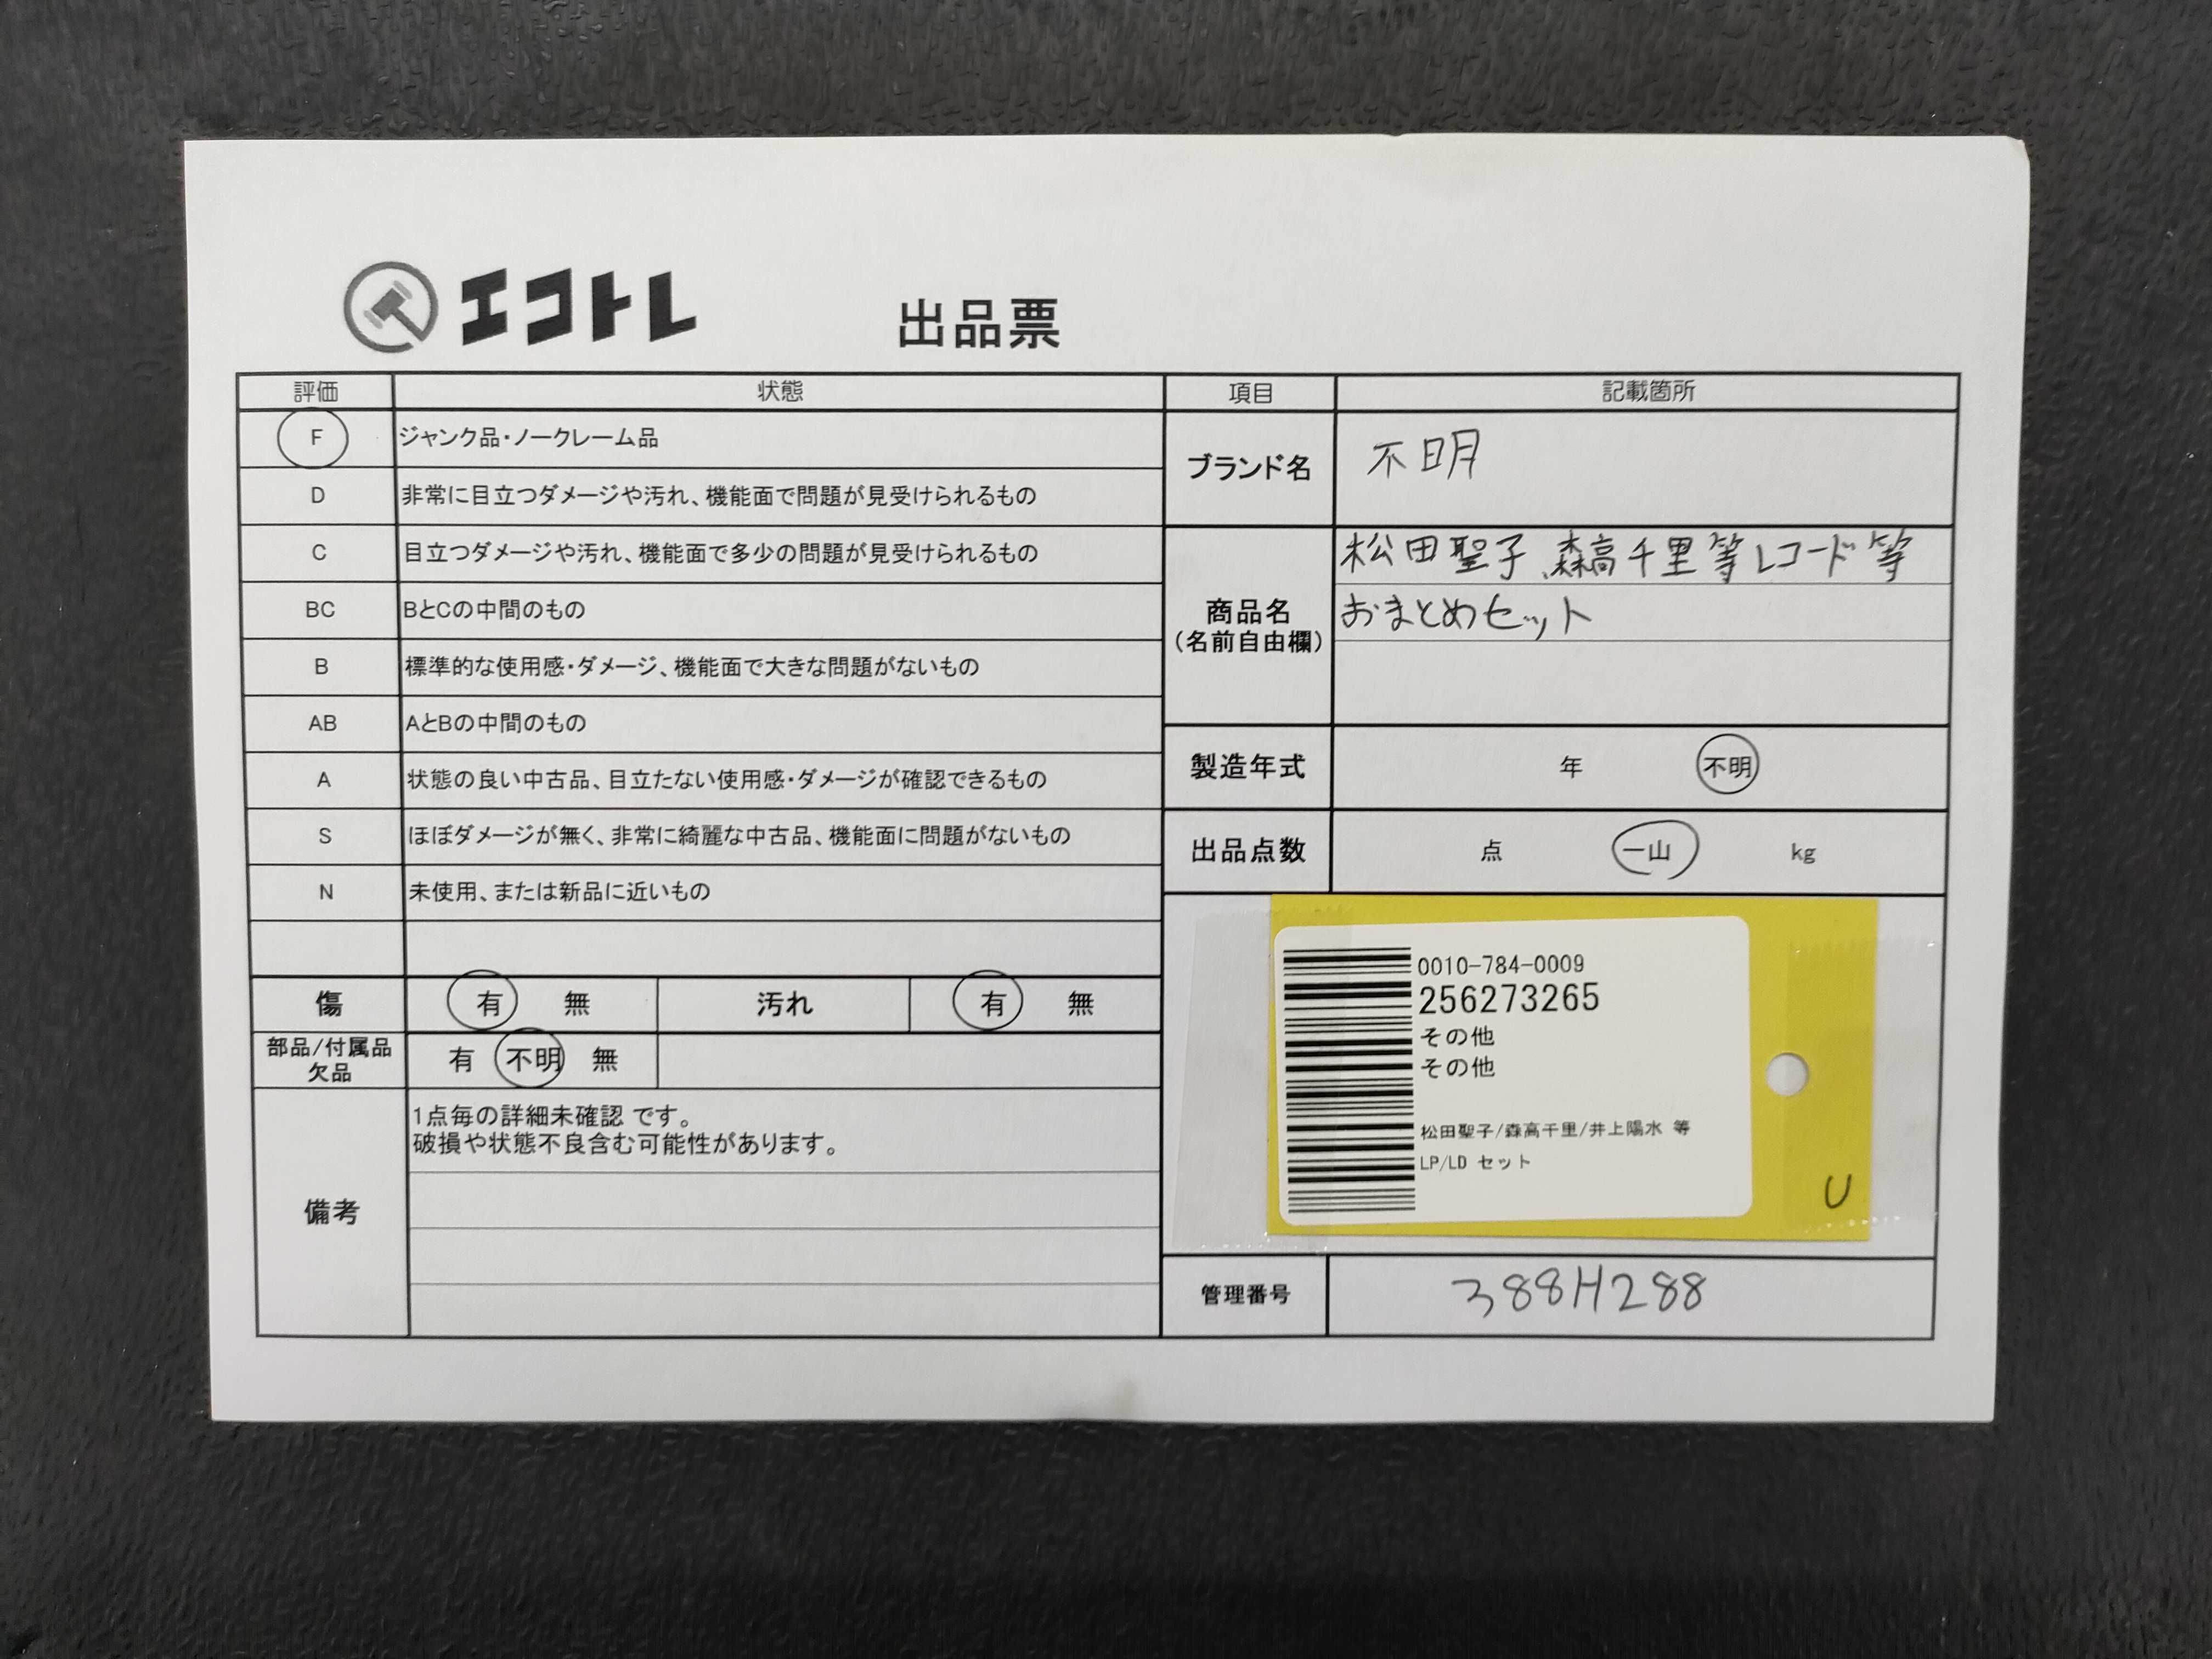 エコトレ
出品票
評価 状態 項目 記載箇所
F ジャンク品・ノークレーム品
D 非常に目立つダメージや汚れ、機能面で問題が見受けられるもの
C 目立つダメージや汚れ、機能面で多少の問題が見受けられるもの
BC BとCの中間のもの
B 標準的な使用感・ダメージ、機能面で大きな問題がないもの
AB AとBの中間のもの
A 状態の良い中古品、目立たない使用感・ダメージが確認できるもの
S ほぼダメージが無く、非常に綺麗な中古品、機能面に問題がないもの
N 未使用、または新品に近いもの
傷 有 無 汚れ 有 無
部品/付属品
欠品
有 不明 無
備考
1点毎の詳細未確認 です。
破損や状態不良含む可能性があります。
ブランド名 不明
商品名
(名前自由欄)
松田聖子、森高千里等レコード等
おまとめセット
製造年式 年 不明
出品点数 点 一山 kg
0010-784-0009
256273265
その他
その他
松田聖子/森高千里/井上陽水 等
LP/LD セット
U
管理番号 388H288